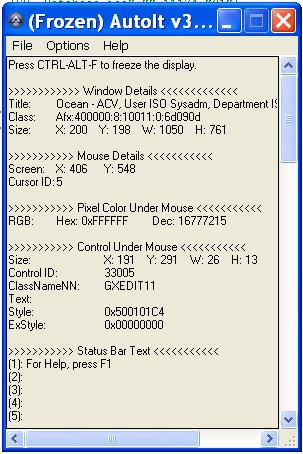 (Frozen) AutoIt v3...
File Options Help
Press CTRL-ALT-F to freeze the display.
>>>>>>>>>>> Window Details <<<<<<<<<<<<<
Title: Ocean - ACV, User ISO Sysadm, Department IS
Class: Afx:400000:8:10011:0:6d090d
Size: X: 200 Y: 198 W: 1050 H: 761
>>>>>>>>>>> Mouse Details <<<<<<<<<<<
Screen: X: 406 Y: 548
Cursor ID: 5
>>>>>>>>>>> Pixel Color Under Mouse <<<<<<<<<<<
RGB: Hex: 0xFFFFFF Dec: 16777215
>>>>>>>>>>> Control Under Mouse <<<<<<<<<<<
Size: X: 191 Y: 291 W: 26 H: 13
Control ID: 33005
ClassNameNN: GXEDIT11
Text:
Style: 0x500101C4
ExStyle: 0x00000000
>>>>>>>>>>> Status Bar Text <<<<<<<<<<<
(1): For Help, press F1
(2):
(3):
(4):
(5):